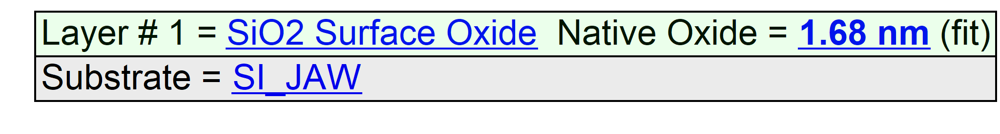 Layer # 1 = SiO2 Surface Oxide  Native Oxide = 1.68 nm (fit)
Substrate = SI_JAW